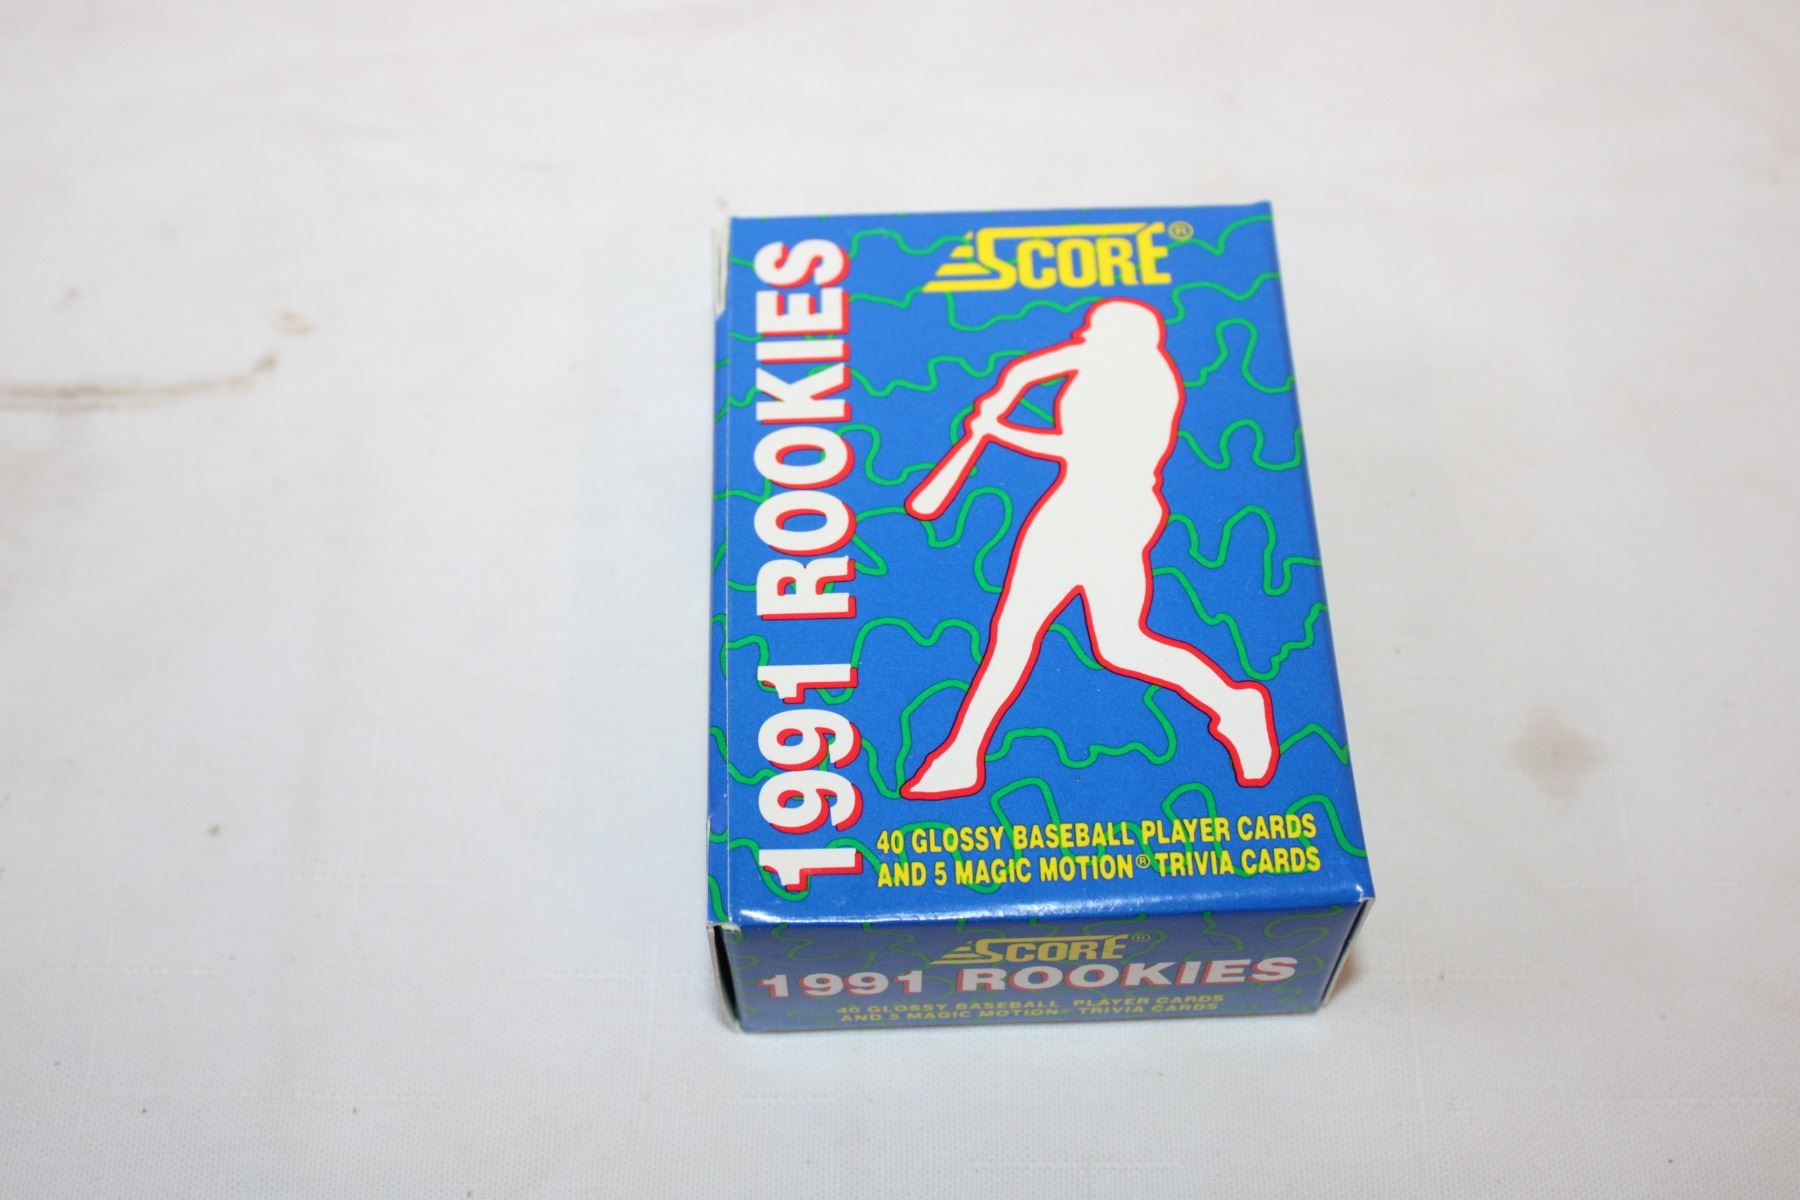 SCORE®
1991 ROOKIES
40 GLOSSY BASEBALL PLAYER CARDS
AND 5 MAGIC MOTION® TRIVIA CARDS
SCORE®
1991 ROOKIES
40 GLOSSY BASEBALL PLAYER CARDS
AND 5 MAGIC MOTION® TRIVIA CARDS